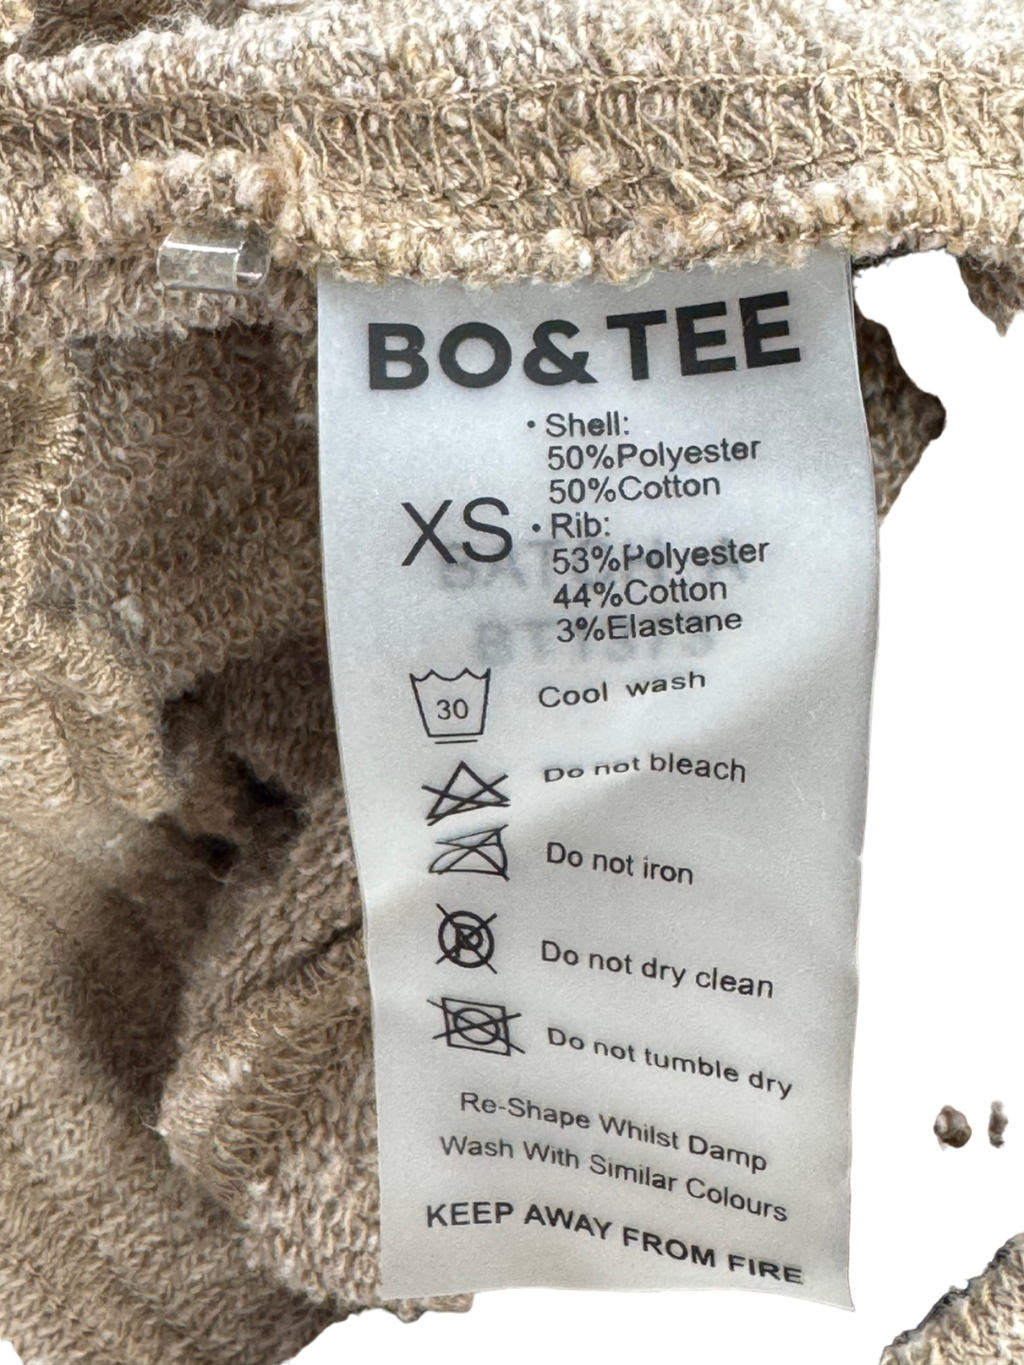 BO&TEE
• Shell:
50%Polyester
50%Cotton
XS
• Rib:
53%Polyester
44%Cotton
3%Elastane
30
Cool wash
Do not bleach
Do not iron
P
Do not dry clean
Do not tumble dry
Re-Shape Whilst Damp
Wash With Similar Colours
KEEP AWAY FROM FIRE